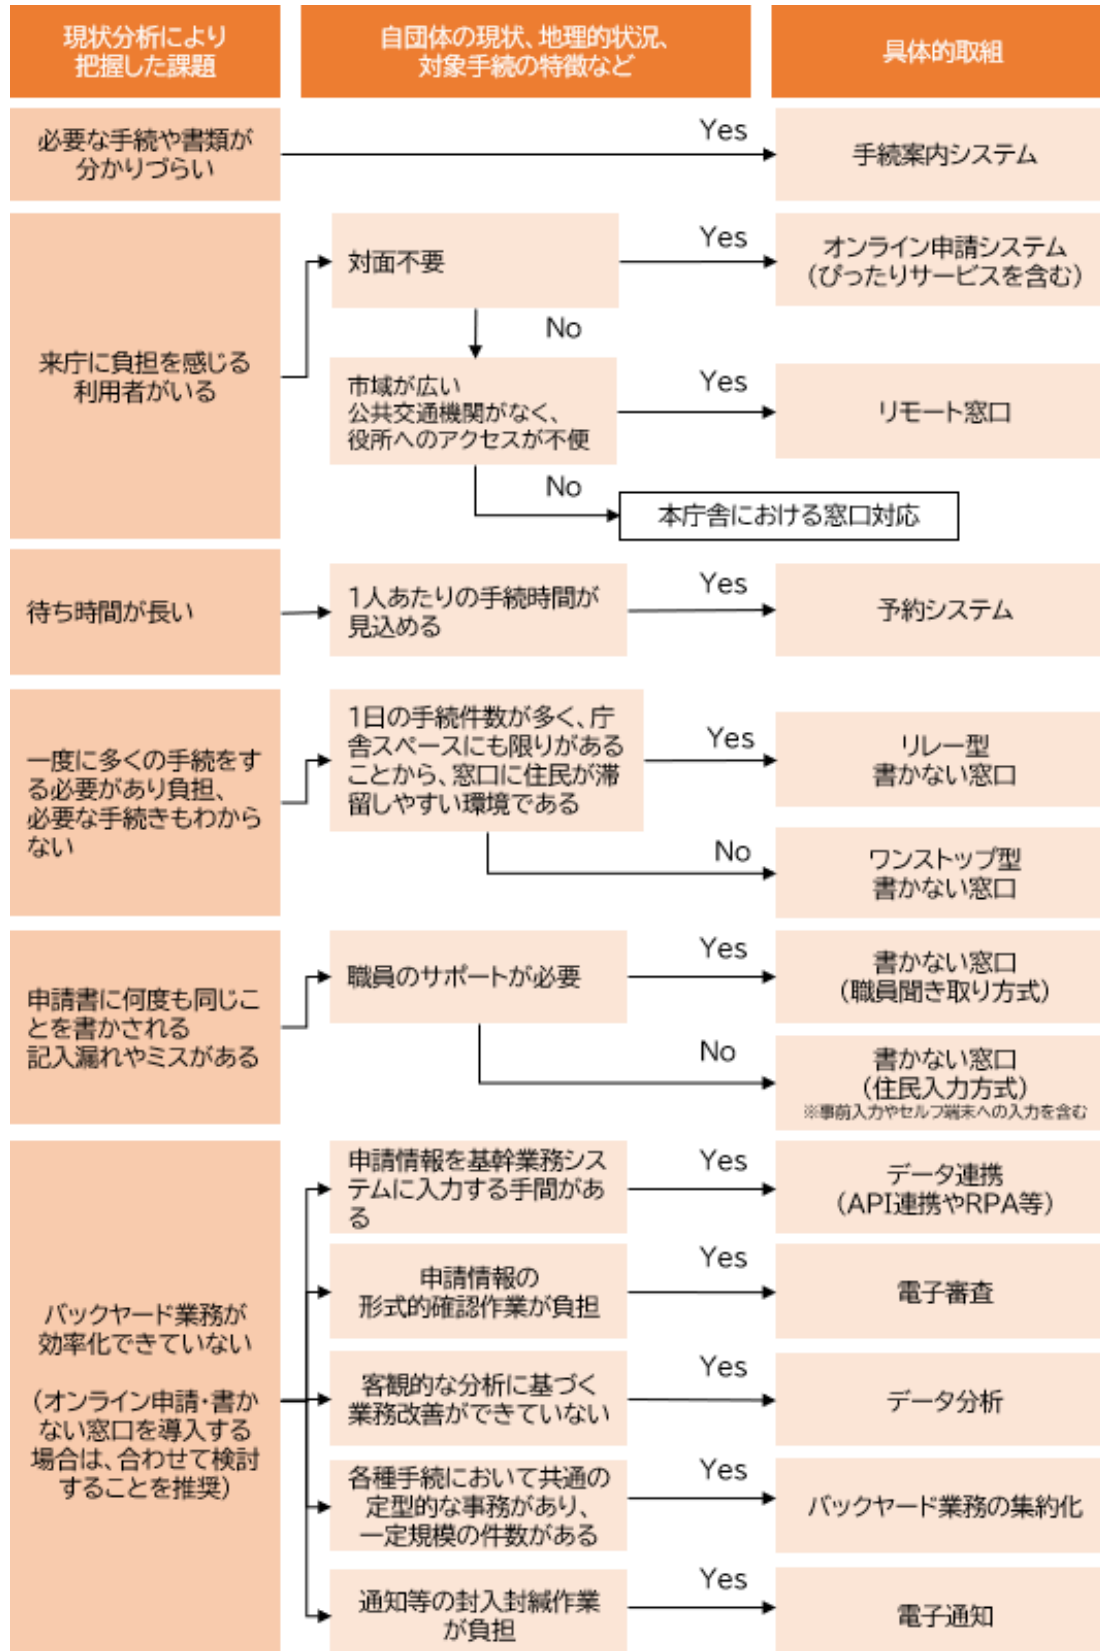 現状分析により
把握した課題
自団体の現状、地理的状況、
対象手続の特徴など
具体的取組
必要な手続や書類が
分かりづらい
Yes
手続案内システム
来庁に負担を感じる
利用者がいる
対面不要
Yes
オンライン申請システム
（ぴったりサービスを含む）
No
市域が広い
公共交通機関がなく、
役所へのアクセスが不便
Yes
リモート窓口
No
本庁舎における窓口対応
待ち時間が長い
1人あたりの手続時間が
見込める
Yes
予約システム
一度に多くの手続をす
る必要があり負担、
必要な手続きもわから
ない
1日の手続件数が多く、庁
舎スペースにも限りがある
ことから、窓口に住民が滞
留しやすい環境である
Yes
リレー型
書かない窓口
No
ワンストップ型
書かない窓口
申請書に何度も同じこ
とを書かされる
記入漏れやミスがある
職員のサポートが必要
Yes
書かない窓口
（職員聞き取り方式）
No
書かない窓口
（住民入力方式）
※事前入力やセルフ端末への入力を含む
バックヤード業務が
効率化できていない
（オンライン申請・書か
ない窓口を導入する
場合は、合わせて検討
することを推奨）
申請情報を基幹業務シス
テムに入力する手間があ
る
Yes
データ連携
（API連携やRPA等）
申請情報の
形式的確認作業が負担
Yes
電子審査
客観的な分析に基づく
業務改善ができていない
Yes
データ分析
各種手続において共通の
定型的な事務があり、
一定規模の件数がある
Yes
バックヤード業務の集約化
通知等の封入封緘作業
が負担
Yes
電子通知